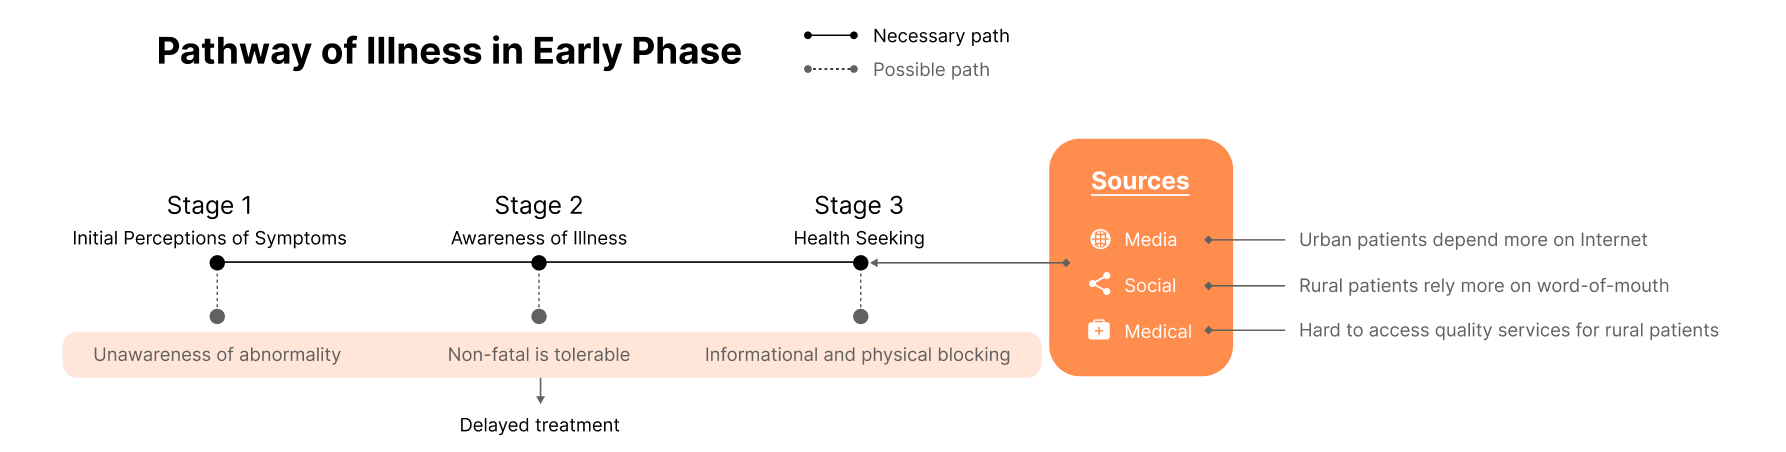 Pathway of Illness in Early Phase
Necessary path
Possible path
Stage 1
Initial Perceptions of Symptoms
Stage 2
Awareness of Illness
Stage 3
Health Seeking
Unawareness of abnormality
Non-fatal is tolerable
Informational and physical blocking
Delayed treatment
Sources
Media
Urban patients depend more on Internet
Social
Rural patients rely more on word-of-mouth
Medical
Hard to access quality services for rural patients